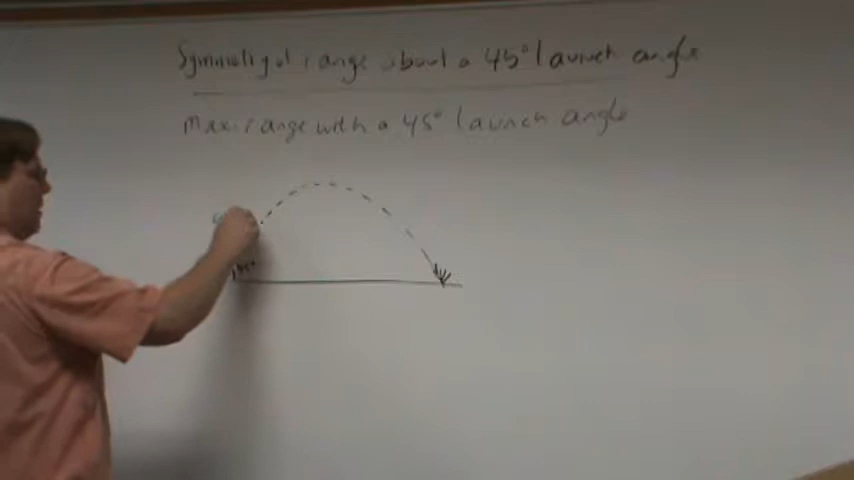 Symmetry of range about a 45° launch angle
Max. range with a 45° launch angle